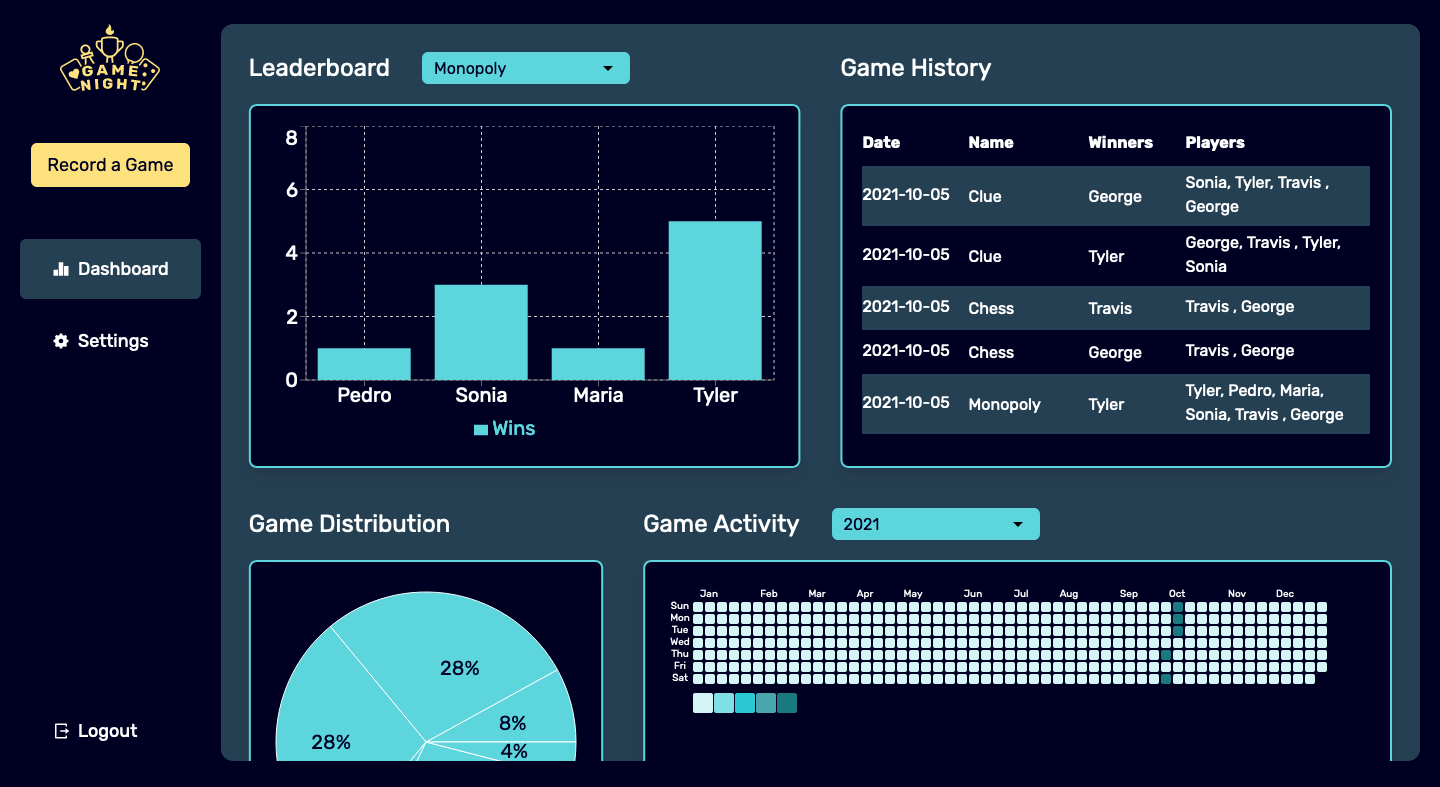 GAME
NIGHT
Record a Game
Dashboard
Settings
Logout
Leaderboard
Monopoly
8
6
4
2
0
Pedro Sonia Maria Tyler
Wins
Game History
Date Name Winners Players
2021-10-05 Clue George Sonia, Tyler, Travis ,
George
2021-10-05 Clue Tyler George, Travis , Tyler,
Sonia
2021-10-05 Chess Travis Travis , George
2021-10-05 Chess George Travis , George
2021-10-05 Monopoly Tyler Tyler, Pedro, Maria,
Sonia, Travis , George
Game Distribution
28%
8%
28%
4%
Game Activity
2021
Jan Feb Mar Apr May Jun Jul Aug Sep Oct Nov Dec
Sun
Mon
Tue
Wed
Thu
Fri
Sat